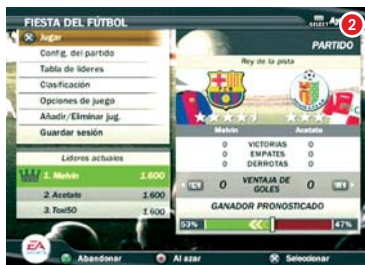 FIESTA DEL FÚTBOL
SELECT
2
Jugar
PARTIDO
Config. del partido
Tabla de líderes
Clasificación
Opciones de juego
Añadir/Eliminar jug.
Guardar sesión
Rey de la pista
Melvin Acetate
0 VICTORIAS 0
0 EMPATES 0
0 DERROTAS 0
Líderes actuales
1. Melvin 1.600
2. Acetate 1.600
3. Toxi50 1.600
0 VENTAJA DE GOLES 0
GANADOR PRONOSTICADO
53% 47%
EA
Abandonar Al azar Seleccionar